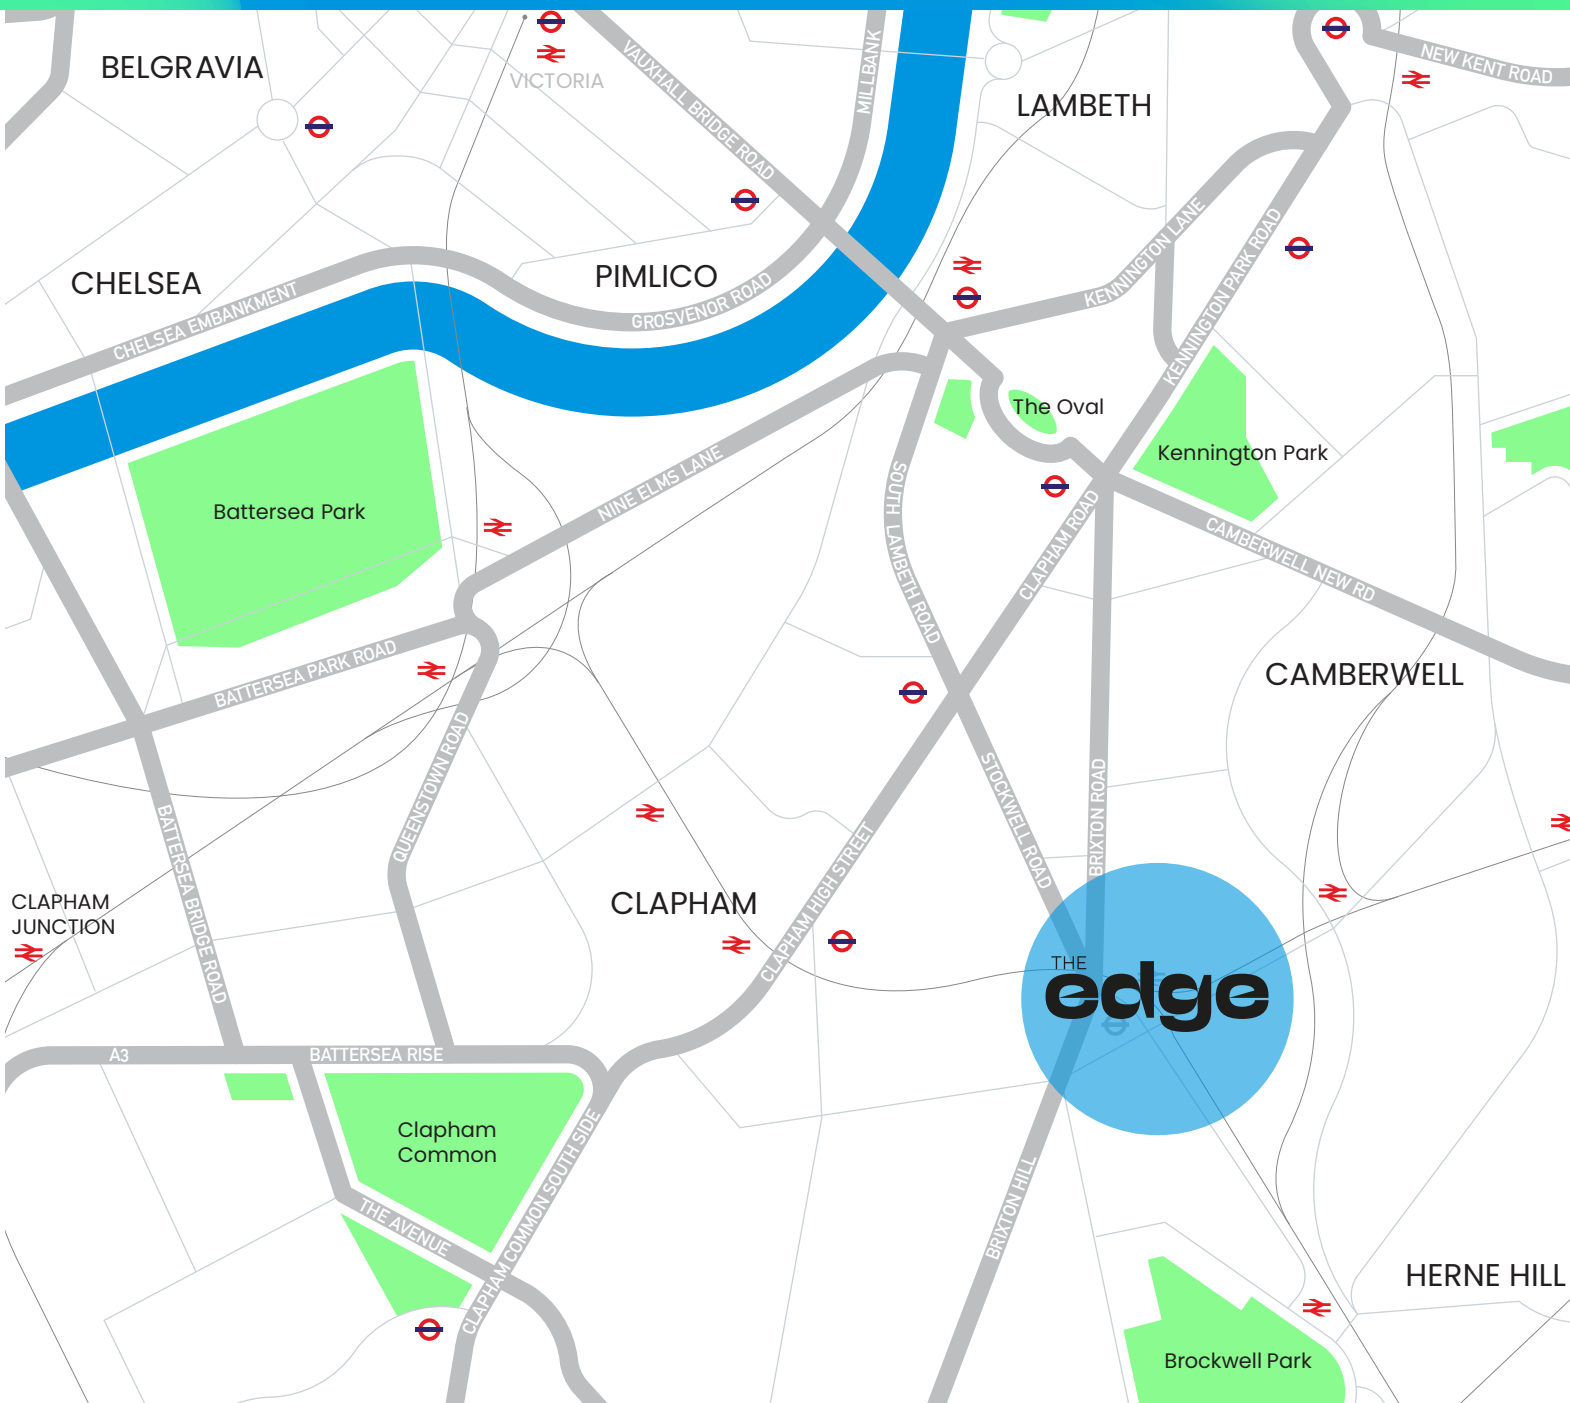 BELGRAVIA
VICTORIA
VAUXHALL BRIDGE ROAD
MILLBANK
LAMBETH
NEW KENT ROAD
CHELSEA
PIMLICO
CHELSEA EMBANKMENT
GROSVENOR ROAD
KENNINGTON LANE
KENNINGTON PARK ROAD
The Oval
Kennington Park
Battersea Park
NINE ELMS LANE
SOUTH LAMBETH ROAD
CLAPHAM ROAD
CAMBERWELL NEW RD
BATTERSEA PARK ROAD
CAMBERWELL
QUEENSTOWN ROAD
BATTERSEA BRIDGE ROAD
STOCKWELL ROAD
BRIXTON ROAD
CLAPHAM HIGH STREET
CLAPHAM
JUNCTION
CLAPHAM
THE
edge
A3
BATTERSEA RISE
Clapham
Common
CLAPHAM COMMON SOUTH SIDE
THE AVENUE
BRIXTON HILL
HERNE HILL
Brockwell Park